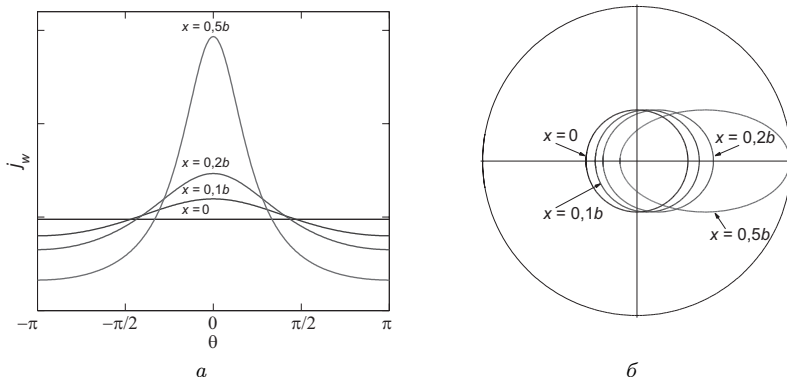 x = 0,5b
x = 0,2b
x = 0,1b
x = 0
j_w
−π
−π/2
0
π/2
π
θ
а
x = 0
x = 0,2b
x = 0,1b
x = 0,5b
б